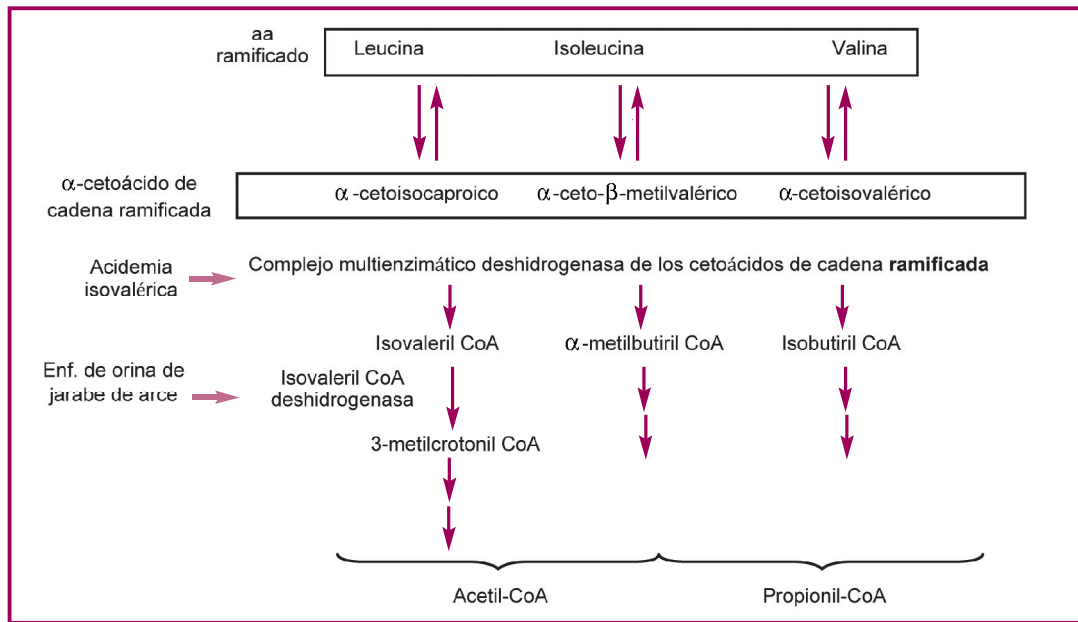 aa
ramificado
Leucina Isoleucina Valina
α-cetoácido de
cadena ramificada
α-cetoisocaproico α-ceto-β-metilvalérico α-cetoisovalérico
Acidemia
isovalérica
Complejo multienzimático deshidrogenasa de los cetoácidos de cadena ramificada
Isovaleril CoA α-metilbutiril CoA Isobutiril CoA
Enf. de orina de
jarabe de arce
Isovaleril CoA
deshidrogenasa
3-metilcrotonil CoA
Acetil-CoA Propionil-CoA